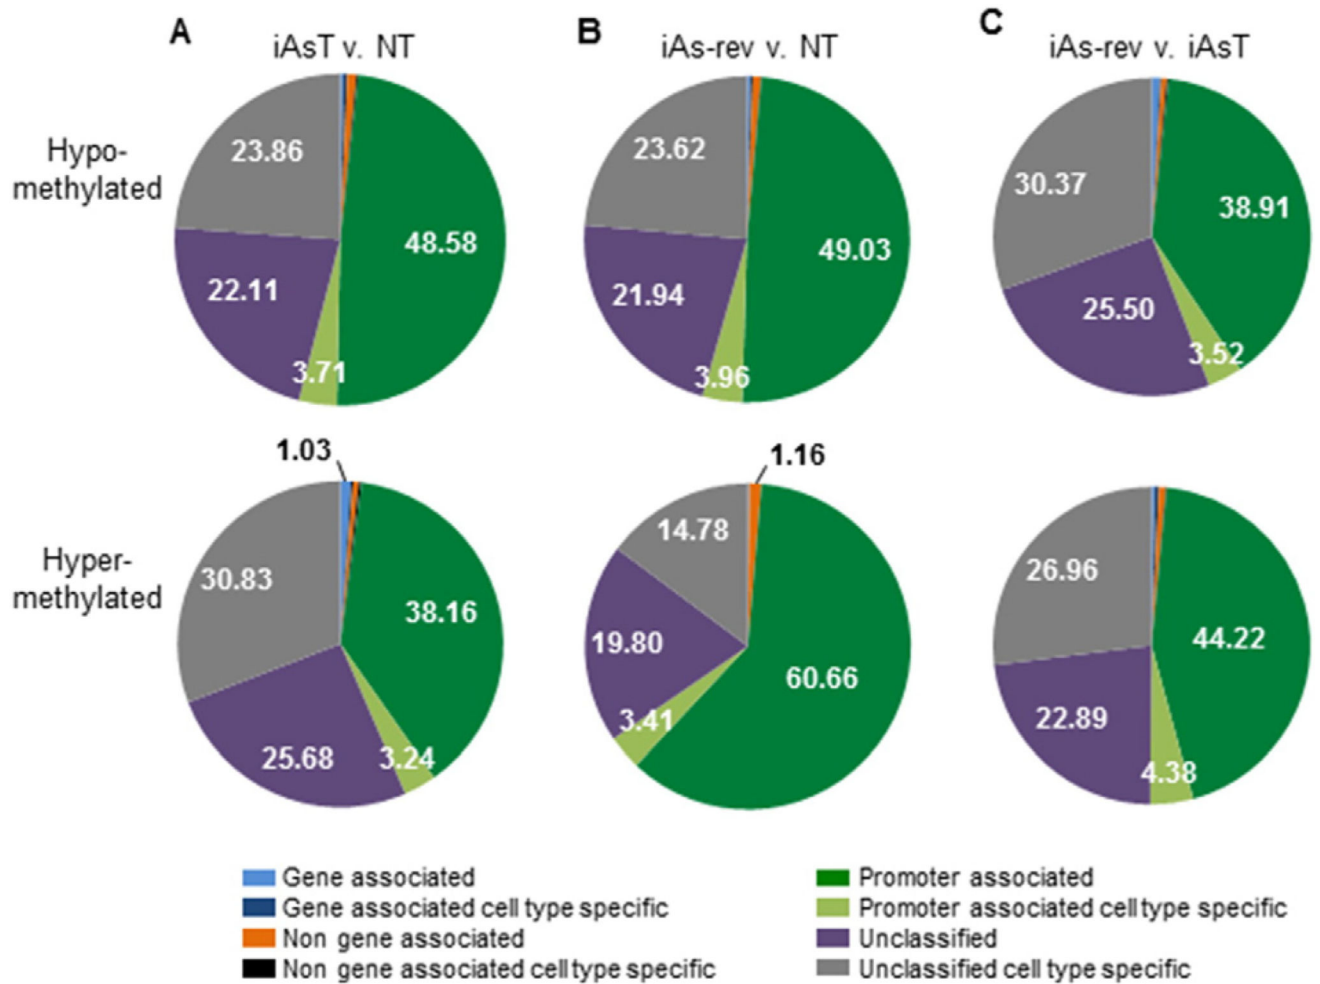 A
iAsT v. NT
B
iAs-rev v. NT
C
iAs-rev v. iAsT
Hypo-
methylated
23.86
48.58
22.11
3.71
23.62
49.03
21.94
3.96
30.37
38.91
25.50
3.52
Hyper-
methylated
1.03
30.83
38.16
25.68
3.24
1.16
14.78
19.80
60.66
3.41
26.96
44.22
22.89
4.38
Gene associated
Gene associated cell type specific
Non gene associated
Non gene associated cell type specific
Promoter associated
Promoter associated cell type specific
Unclassified
Unclassified cell type specific